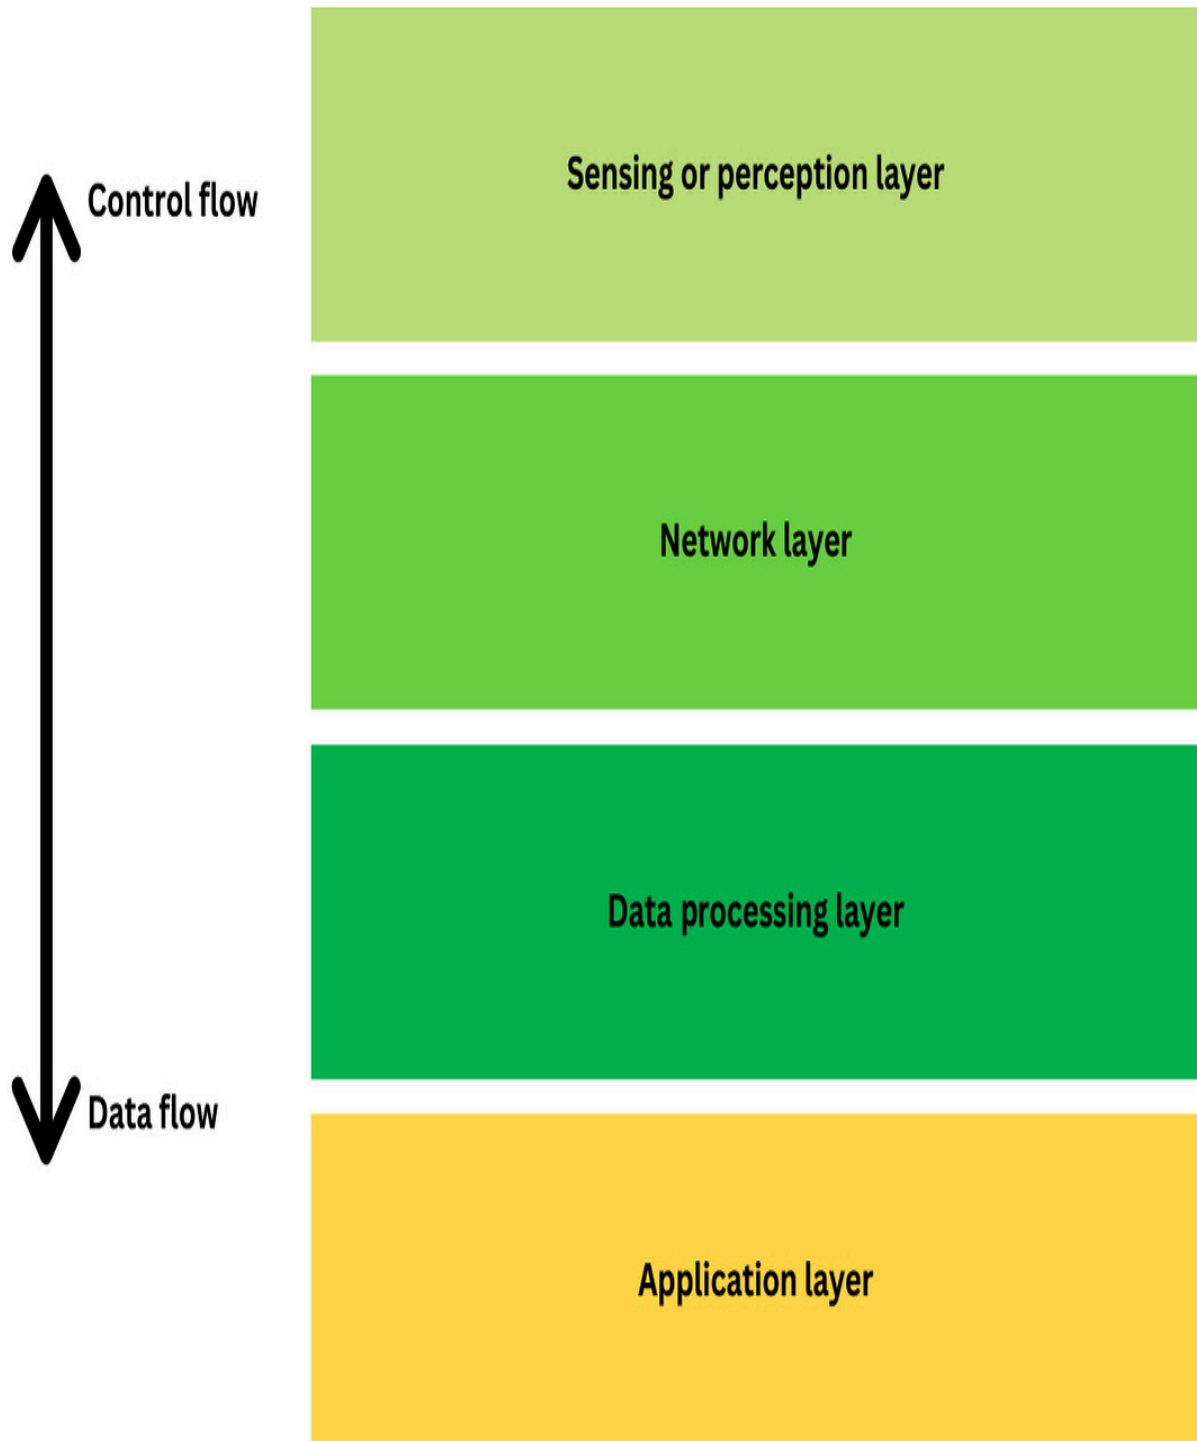 Sensing or perception layer
Control flow
Network layer
Data processing layer
Data flow
Application layer